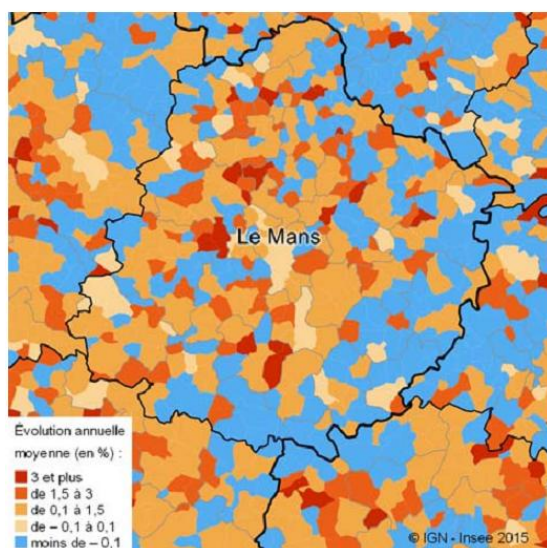 Le Mans
Évolution annuelle
moyenne (en %) :
3 et plus
de 1,5 à 3
de 0,1 à 1,5
de – 0,1 à 0,1
moins de – 0,1
© IGN - Insee 2015